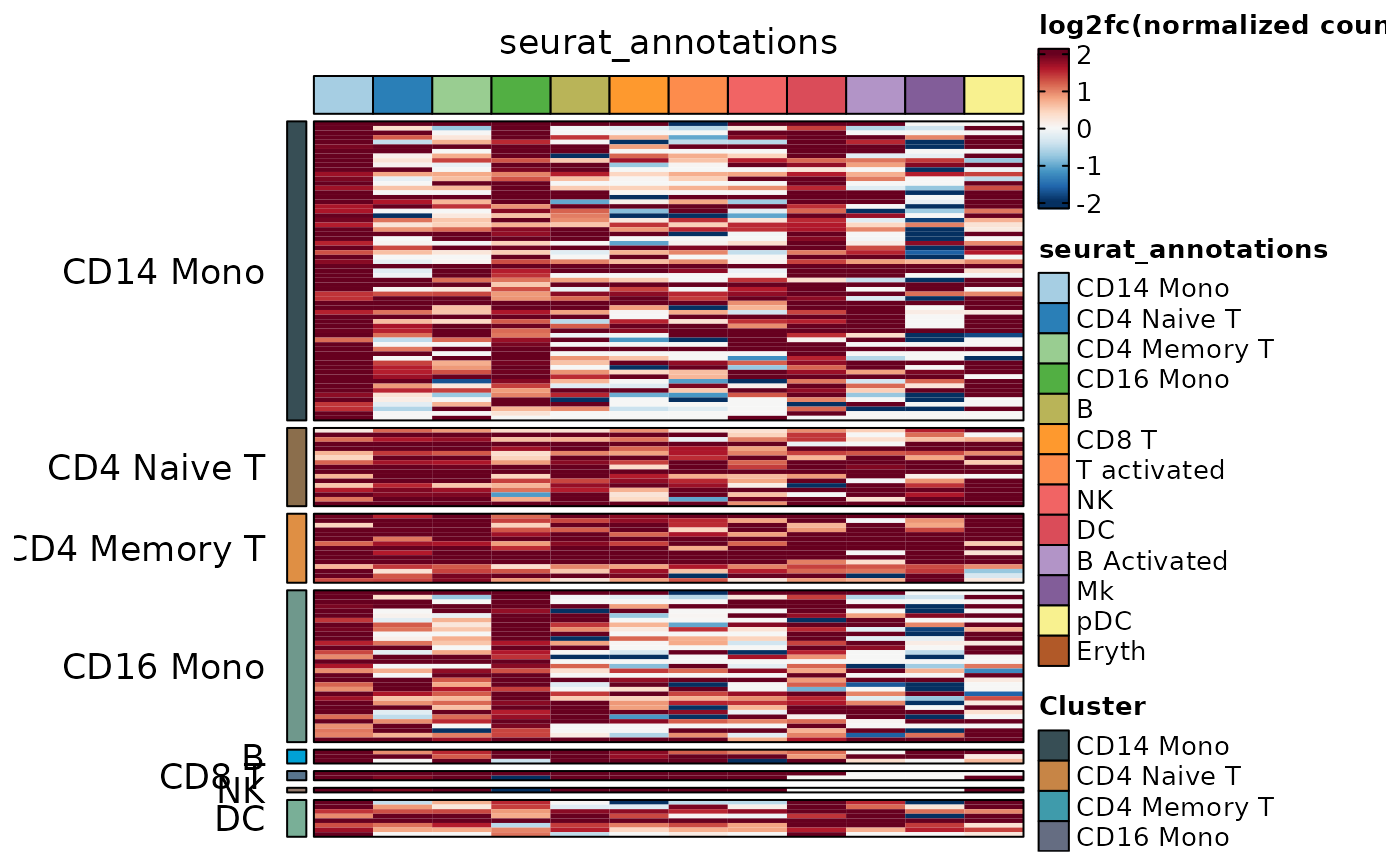 seurat_annotations
CD14 Mono
CD4 Naive T
CD4 Memory T
CD16 Mono
B
CD8 T
NK
DC
log2fc(normalized coun
2
1
0
-1
-2
seurat_annotations
CD14 Mono
CD4 Naive T
CD4 Memory T
CD16 Mono
B
CD8 T
T activated
NK
DC
B Activated
Mk
pDC
Eryth
Cluster
CD14 Mono
CD4 Naive T
CD4 Memory T
CD16 Mono